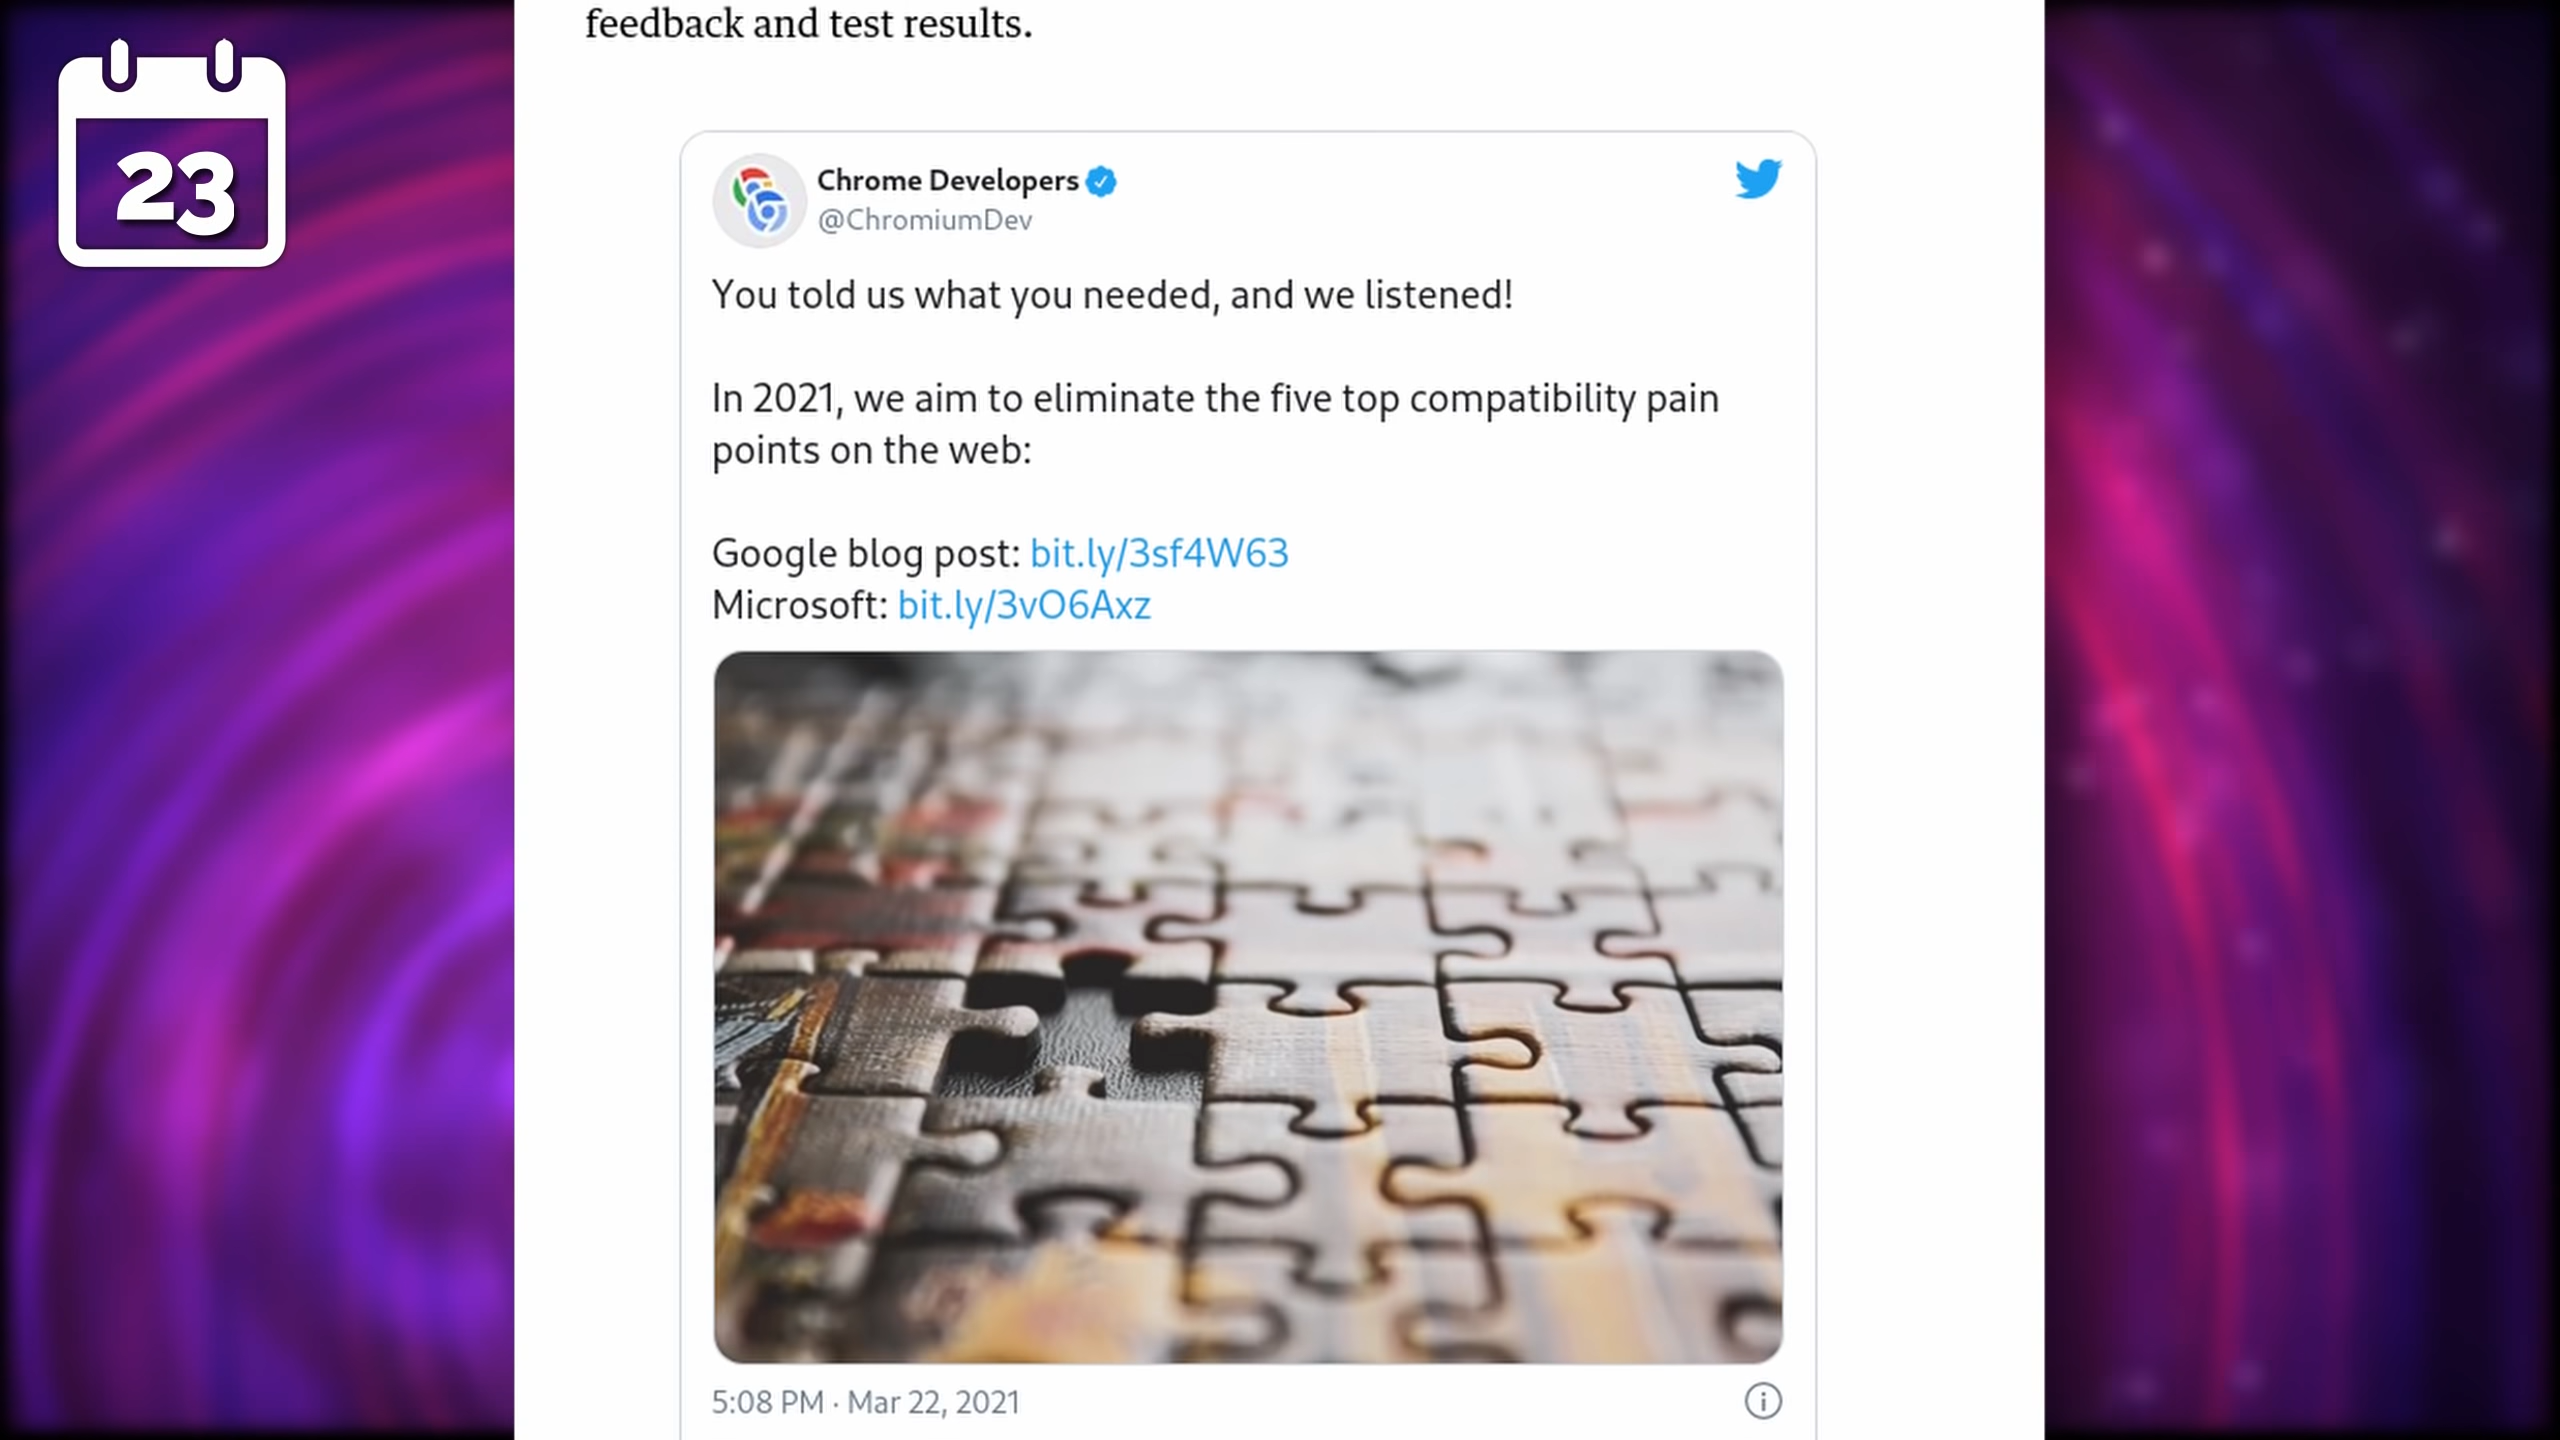 23
feedback and test results.
Chrome Developers
@ChromiumDev
You told us what you needed, and we listened!
In 2021, we aim to eliminate the five top compatibility pain
points on the web:
Google blog post: bit.ly/3sf4W63
Microsoft: bit.ly/3vO6Axz
5:08 PM · Mar 22, 2021